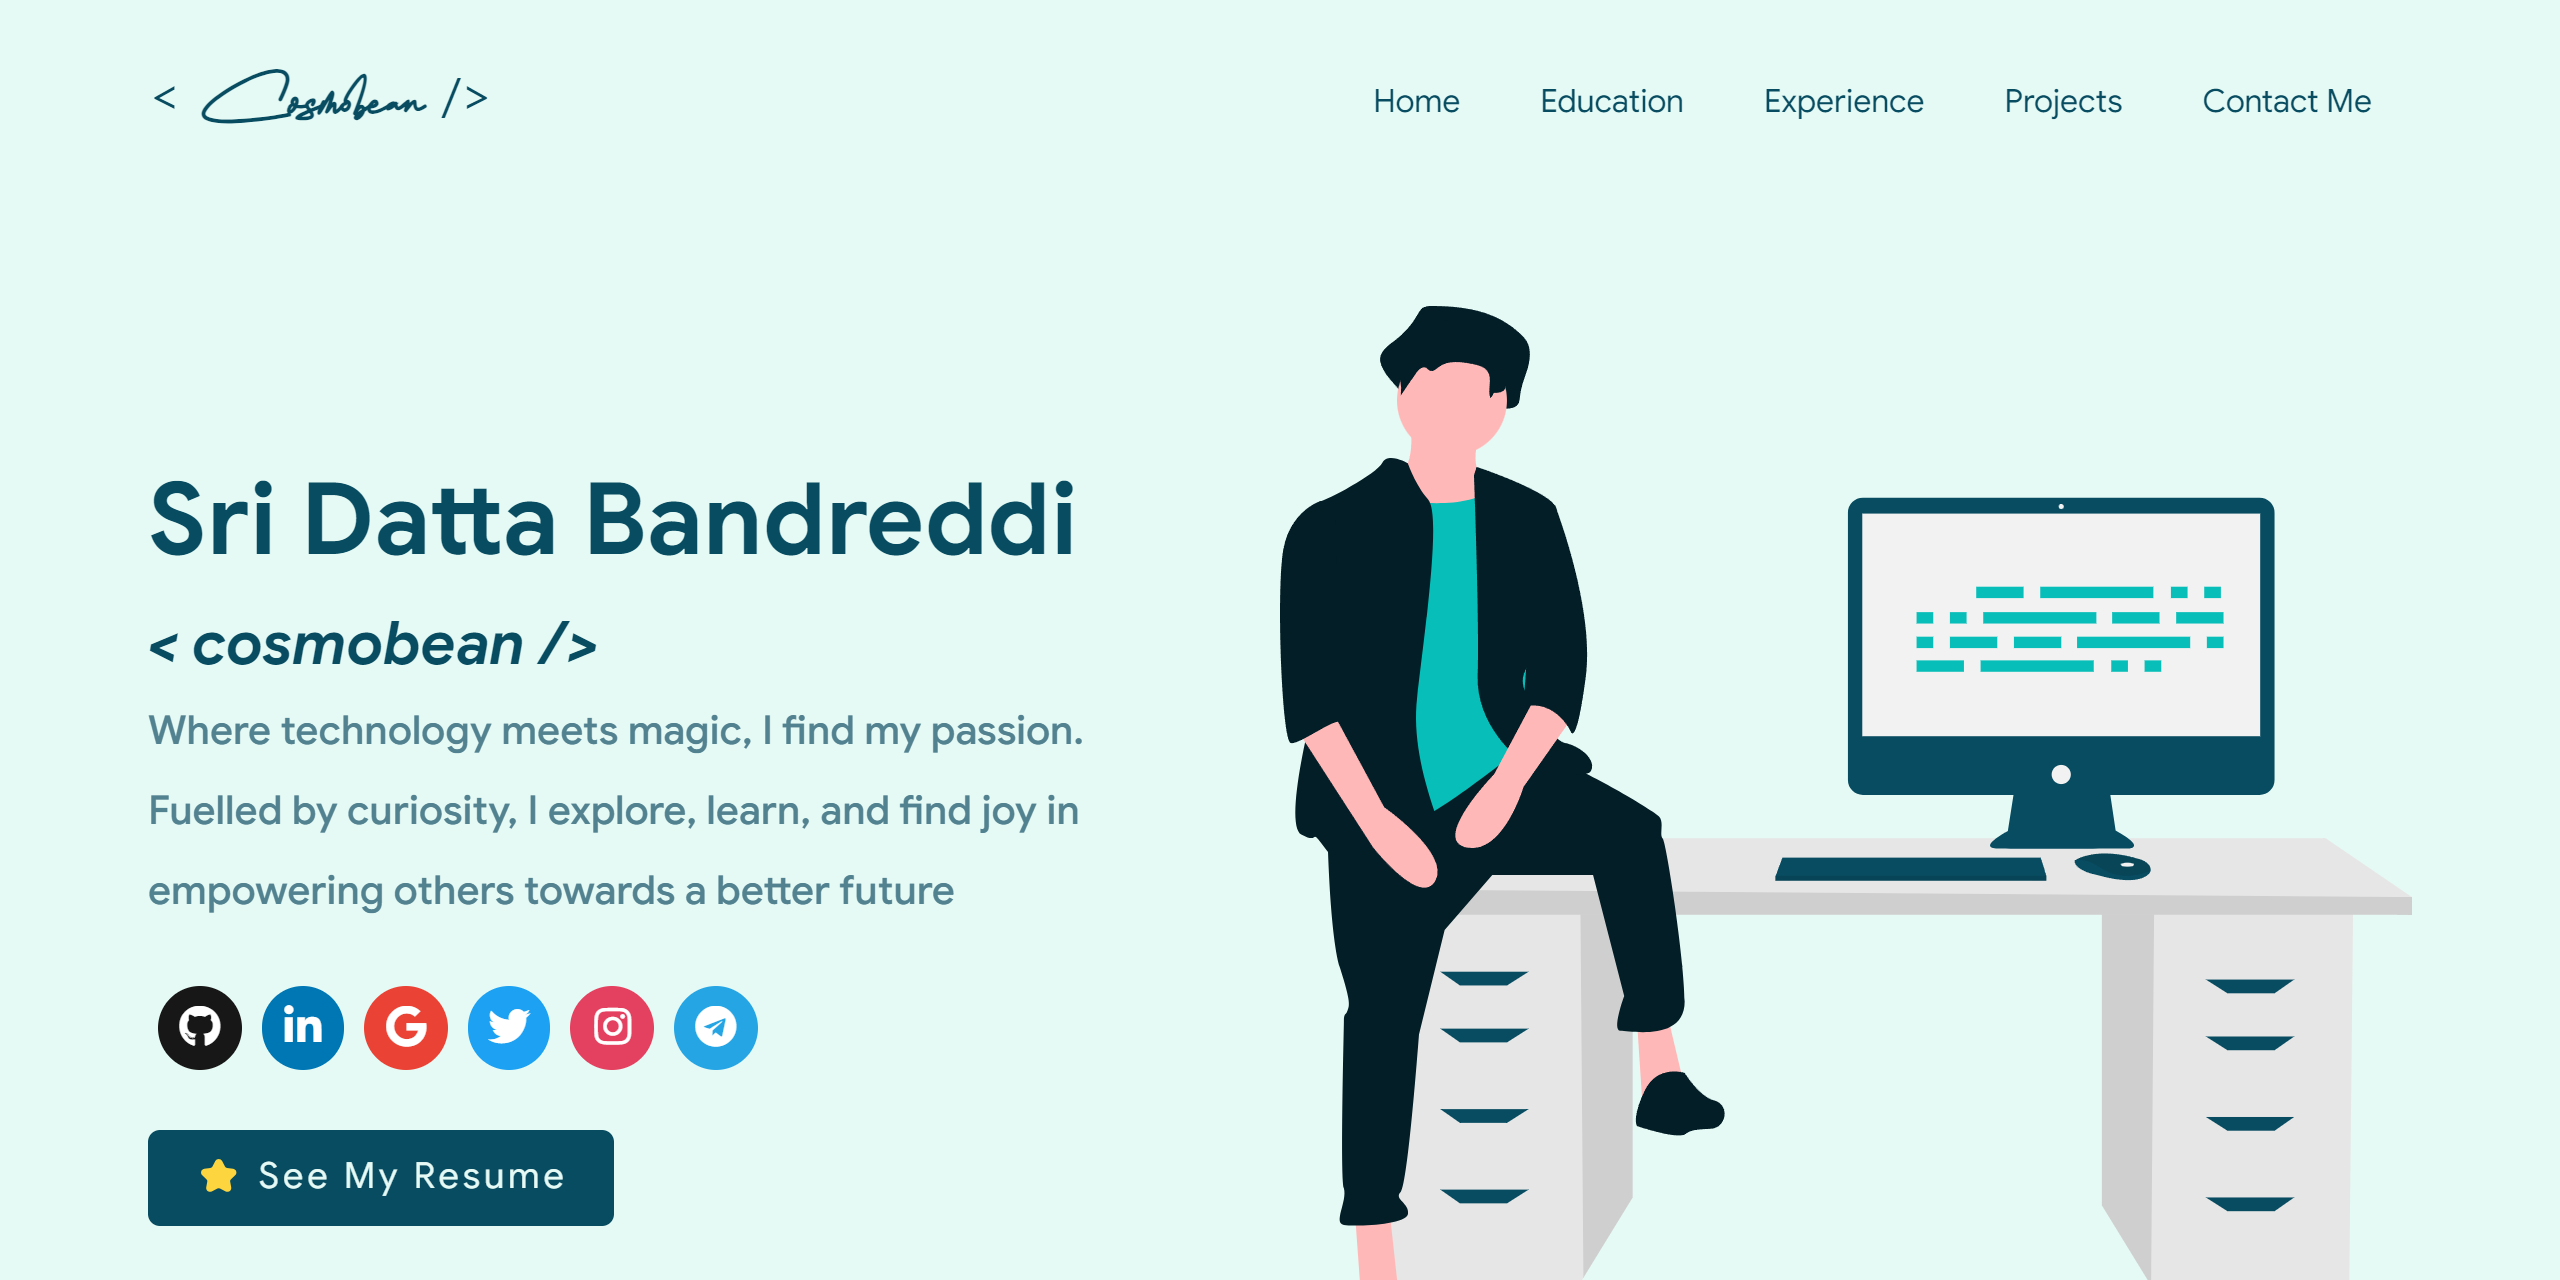 < Cosmobean />
Home Education Experience Projects Contact Me
Sri Datta Bandreddi
< cosmobean />
Where technology meets magic, I find my passion.
Fuelled by curiosity, I explore, learn, and find joy in
empowering others towards a better future
in G
See My Resume